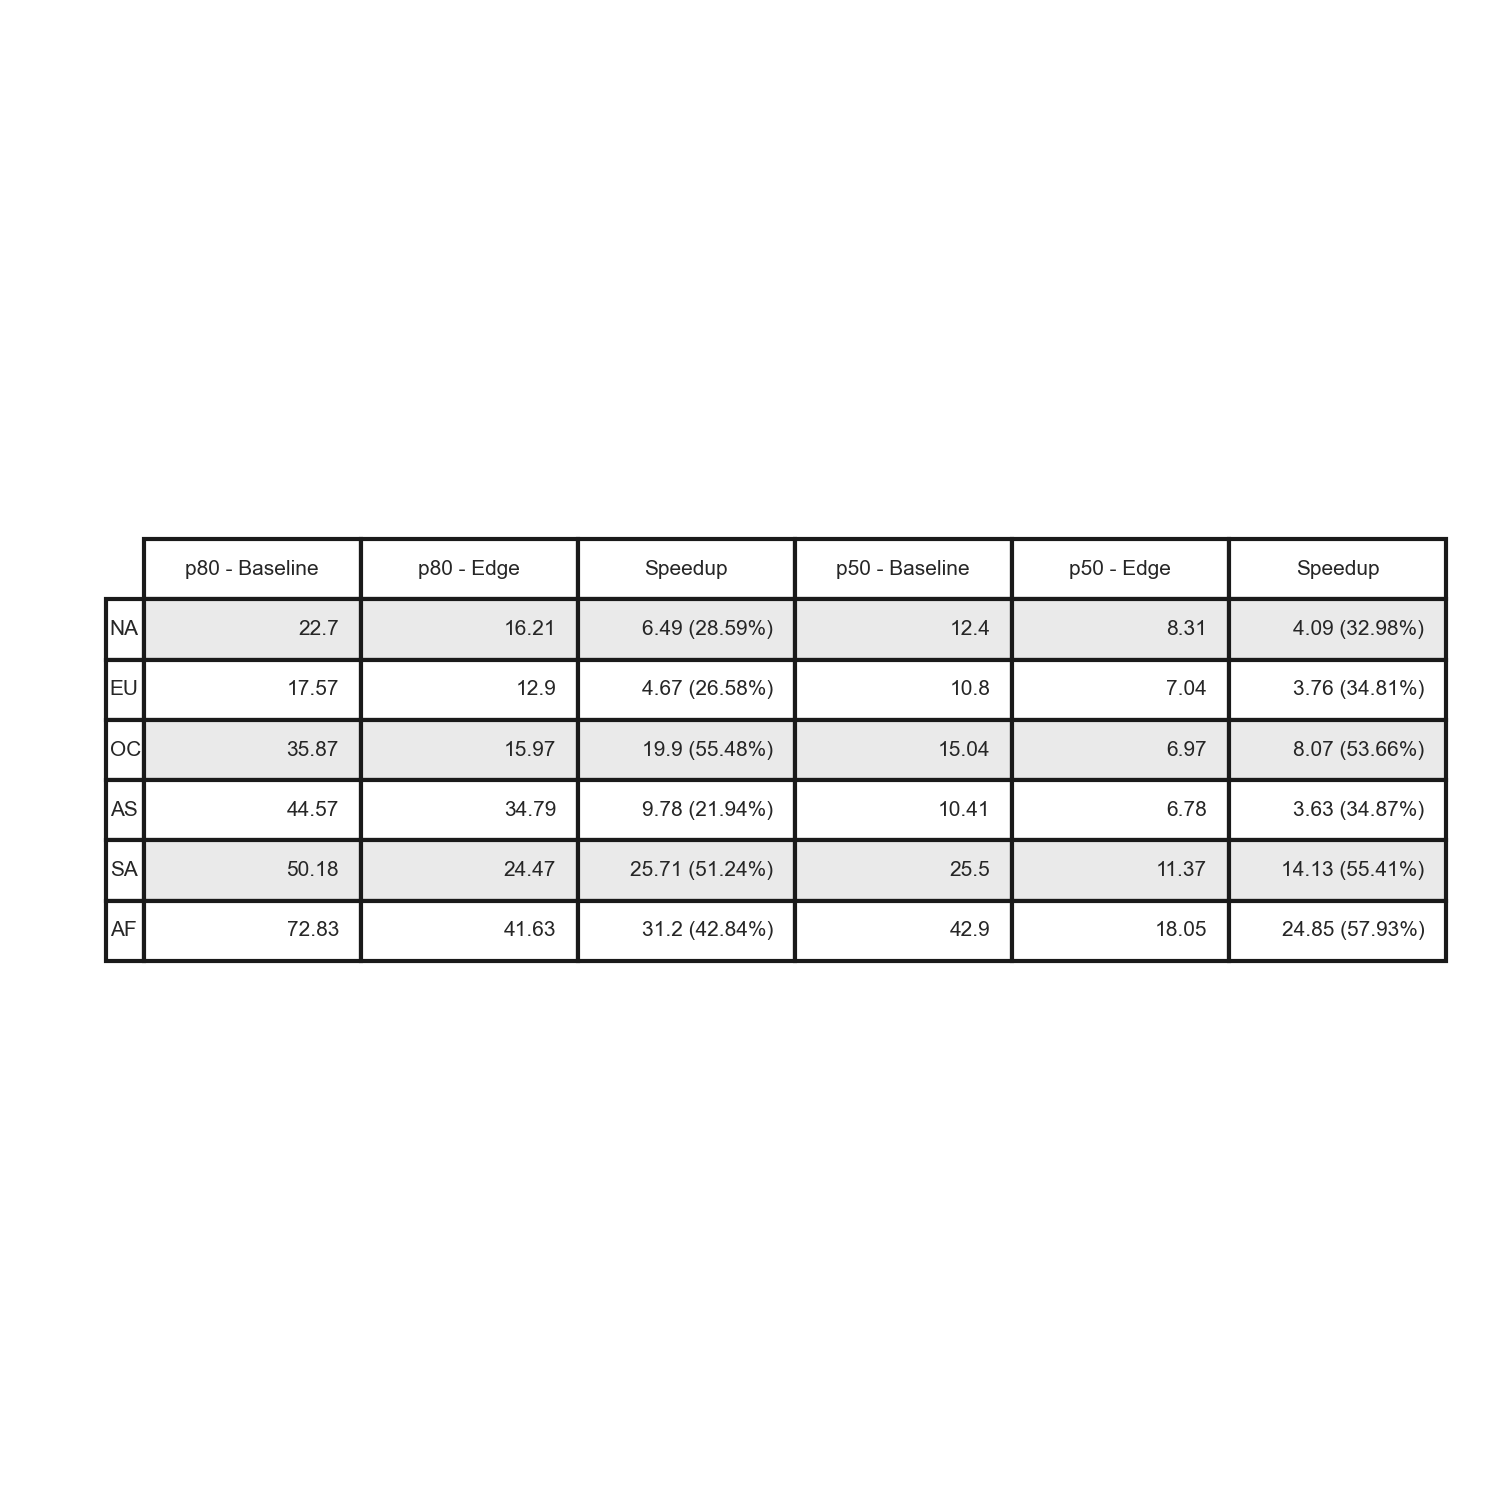 p80 - Baseline p80 - Edge Speedup p50 - Baseline p50 - Edge Speedup
NA 22.7 16.21 6.49 (28.59%) 12.4 8.31 4.09 (32.98%)
EU 17.57 12.9 4.67 (26.58%) 10.8 7.04 3.76 (34.81%)
OC 35.87 15.97 19.9 (55.48%) 15.04 6.97 8.07 (53.66%)
AS 44.57 34.79 9.78 (21.94%) 10.41 6.78 3.63 (34.87%)
SA 50.18 24.47 25.71 (51.24%) 25.5 11.37 14.13 (55.41%)
AF 72.83 41.63 31.2 (42.84%) 42.9 18.05 24.85 (57.93%)